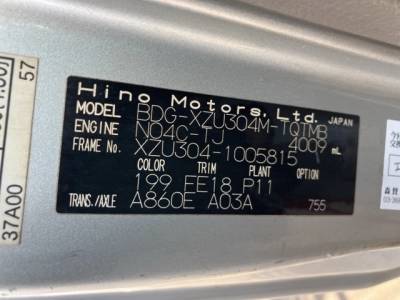 Hino Motors, Ltd. JAPAN
MODEL BDG-XZU304M-TQTMB
ENGINE N04C-TJ 4009 mL
FRAME No. XZU304-1005815
COLOR TRIM PLANT OPTION
199 FE18 P11
TRANS./AXLE A860E A03A 755
37A00
57